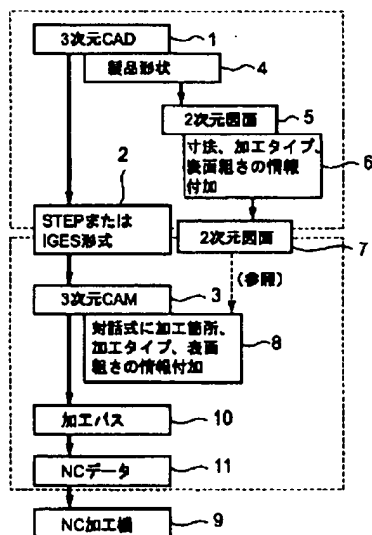 3次元CAD
1
製品形状
4
2次元図面
5
寸法、加工タイプ、
表面粗さの情報
付加
6
2
STEPまたは
IGES形式
2次元図面
7
(参照)
3次元CAM
3
対話式に加工箇所、
加工タイプ、表面
粗さの情報付加
8
加工パス
10
NCデータ
11
NC加工機
9